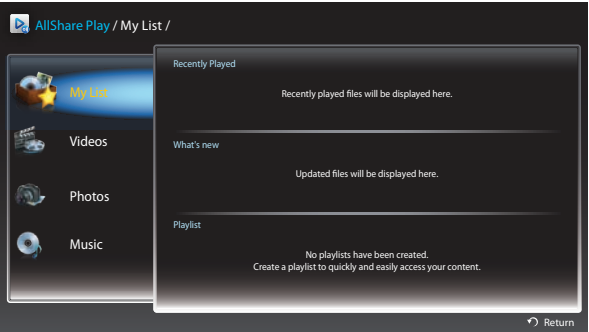 AllShare Play / My List /
My List
Videos
Photos
Music
Recently Played
Recently played files will be displayed here.
What's new
Updated files will be displayed here.
Playlist
No playlists have been created.
Create a playlist to quickly and easily access your content.
Return